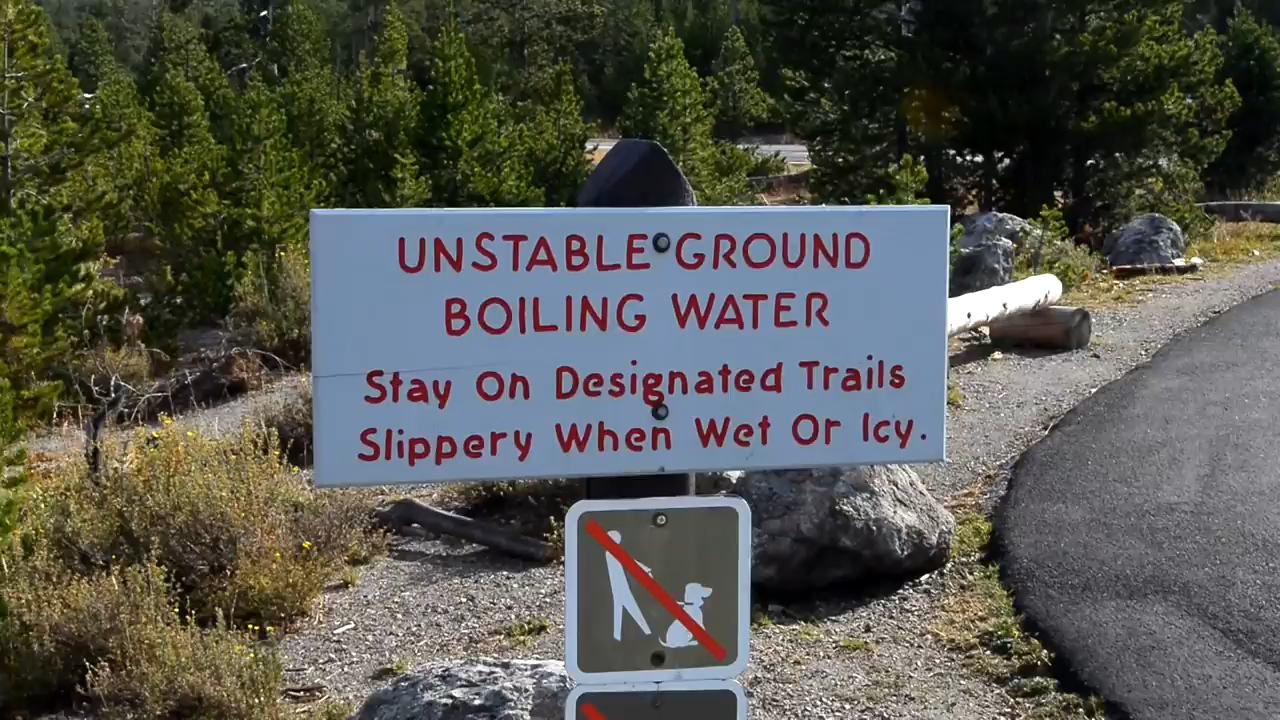 UNSTABLE GROUND
BOILING WATER
Stay On Designated Trails
Slippery When Wet Or Icy.